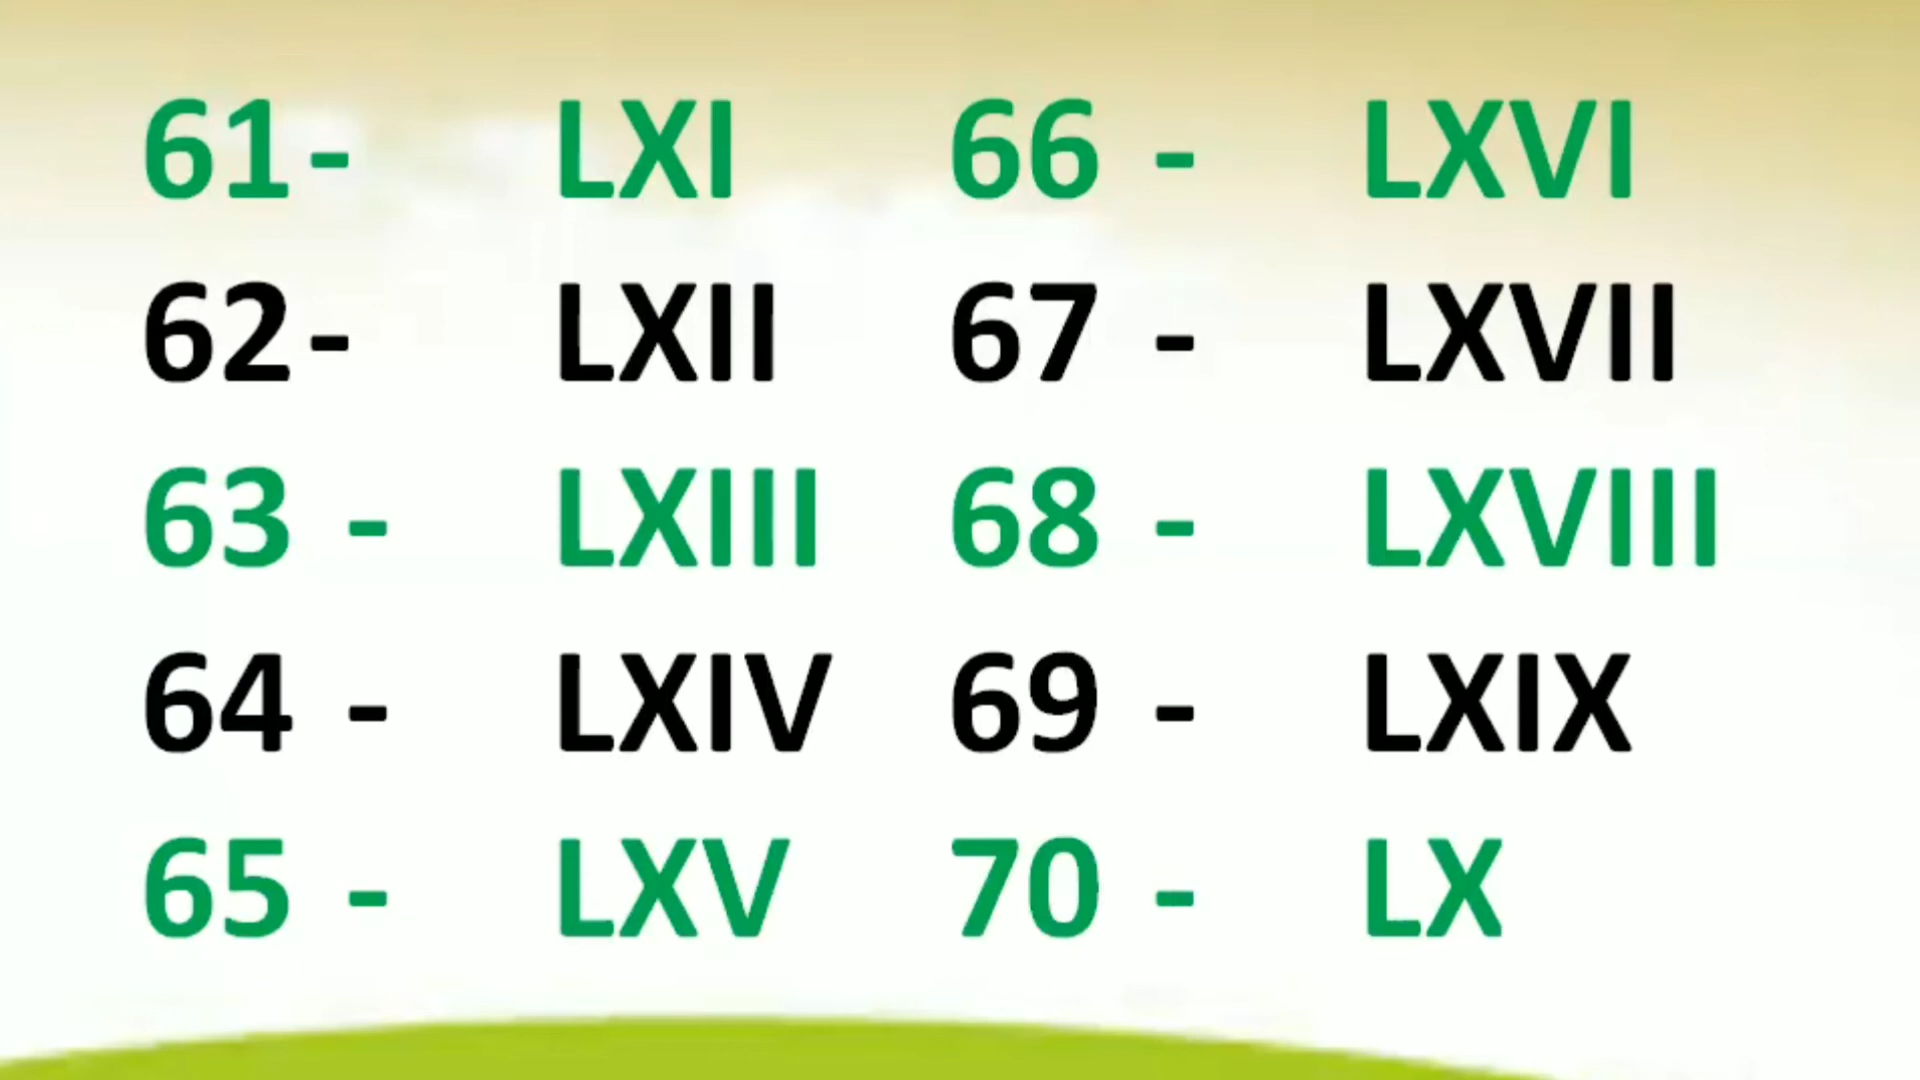 61- LXI 66 - LXVI
62- LXII 67 - LXVII
63 - LXIII 68 - LXVIII
64 - LXIV 69 - LXIX
65 - LXV 70 - LX